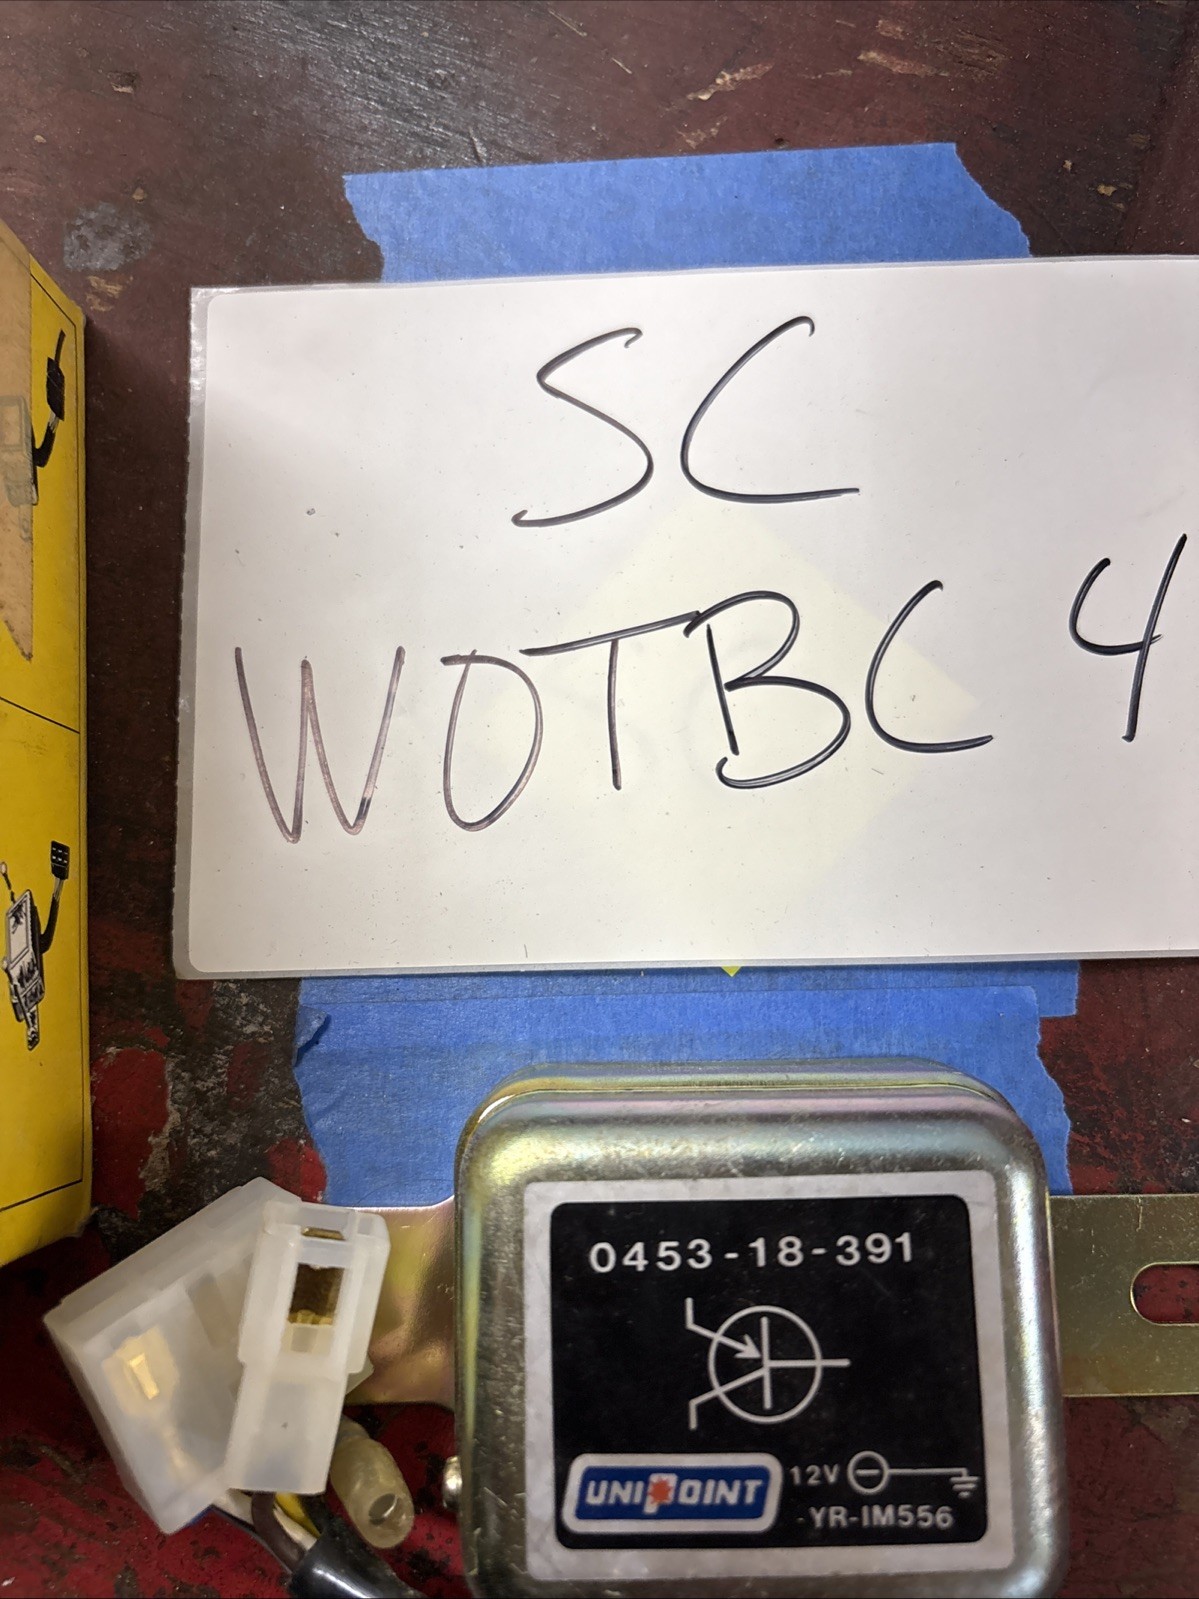 SC
WOTBC 4
0453-18-391
UNIPOINT
12V
-YR-IM556